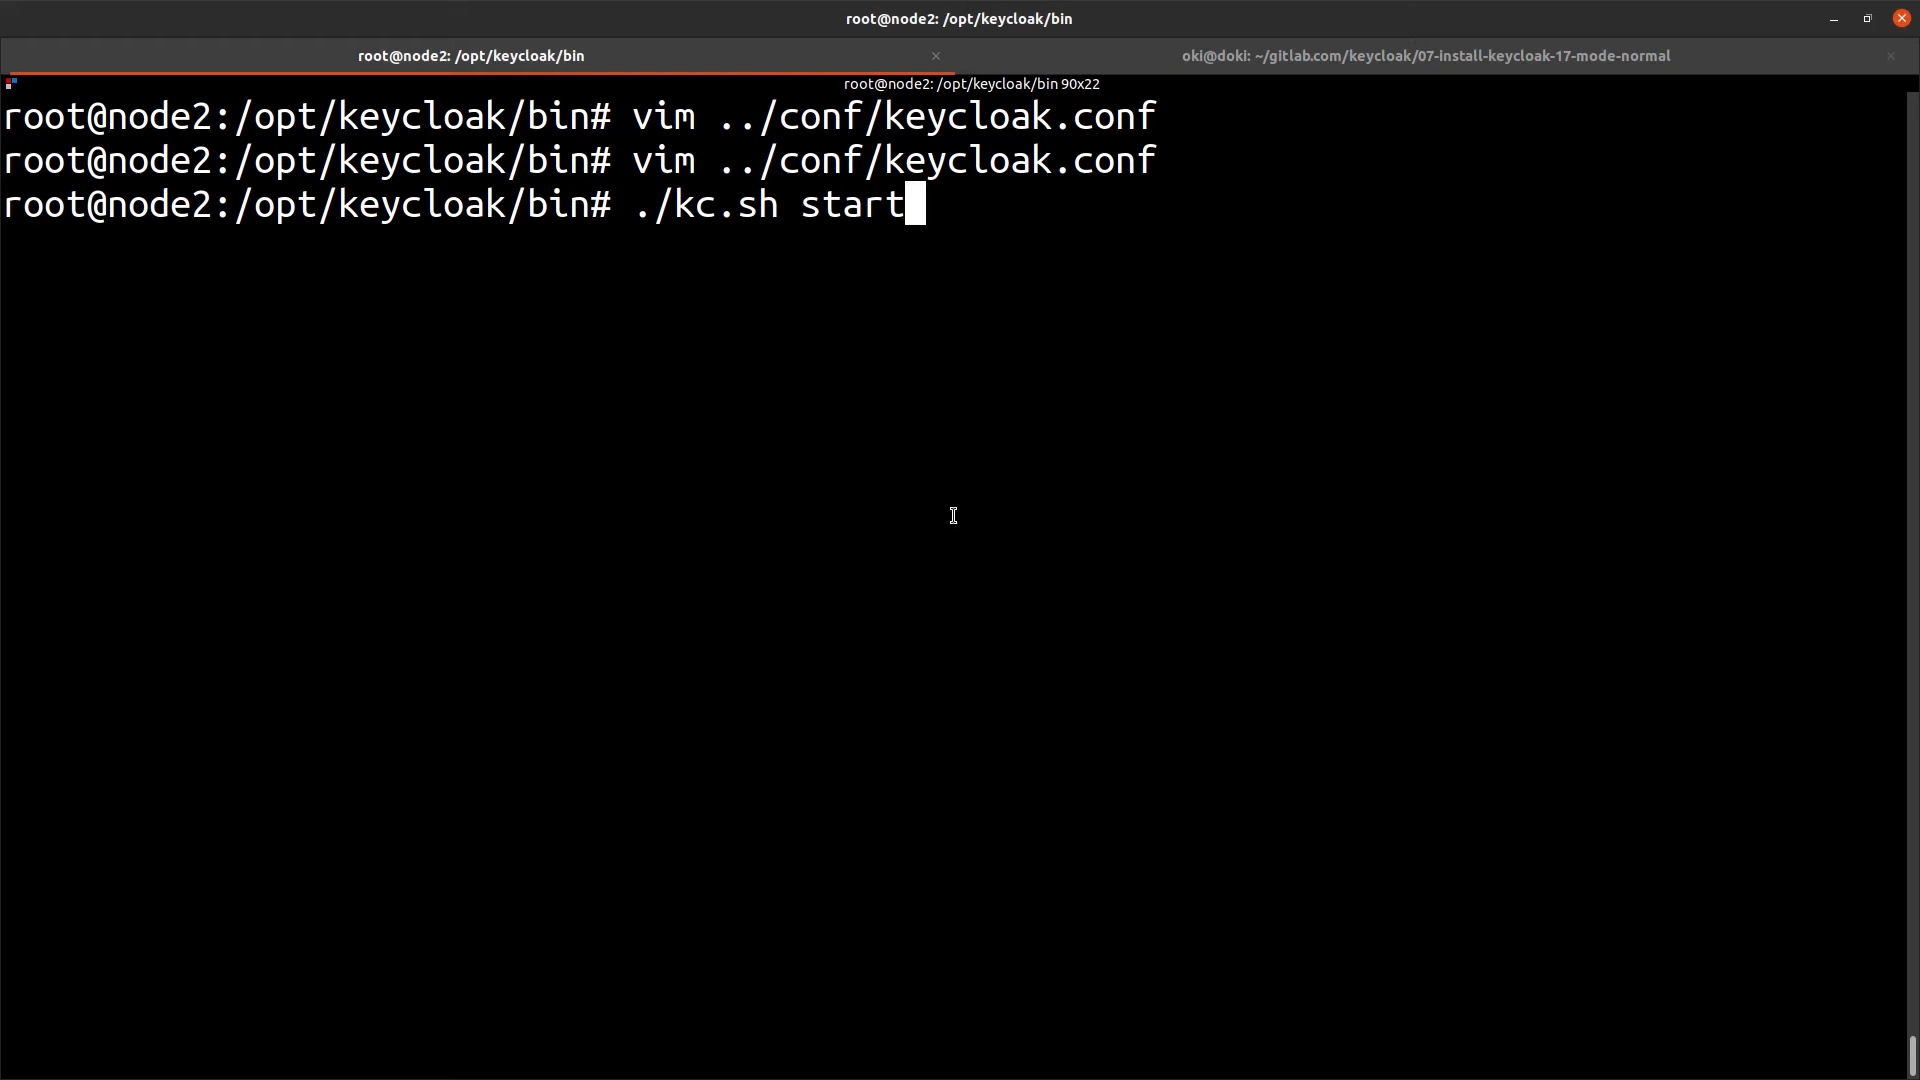 root@node2: /opt/keycloak/bin
root@node2: /opt/keycloak/bin
oki@doki: ~/gitlab.com/keycloak/07-install-keycloak-17-mode-normal
root@node2: /opt/keycloak/bin 90x22
root@node2:/opt/keycloak/bin# vim ../conf/keycloak.conf
root@node2:/opt/keycloak/bin# vim ../conf/keycloak.conf
root@node2:/opt/keycloak/bin# ./kc.sh start